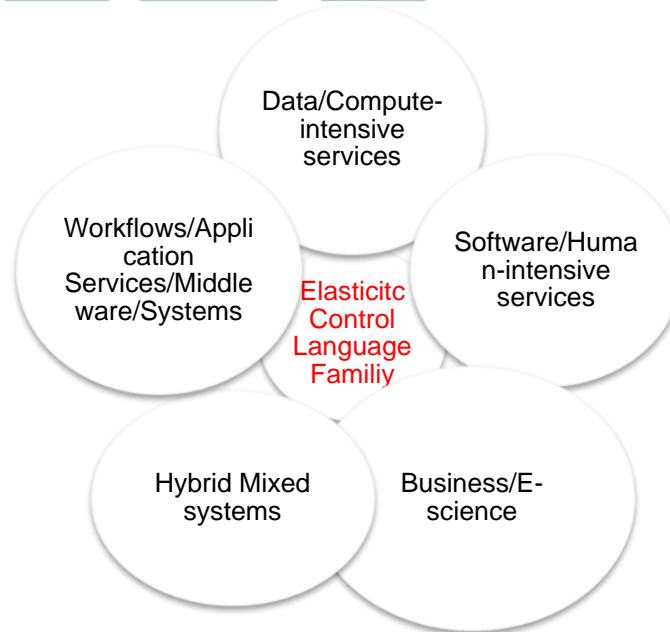 Data/Compute-
intensive
services
Workflows/Appli
cation
Services/Middle
ware/Systems
Software/Huma
n-intensive
services
Elasticitc
Control
Language
Familiy
Hybrid Mixed
systems
Business/E-
science